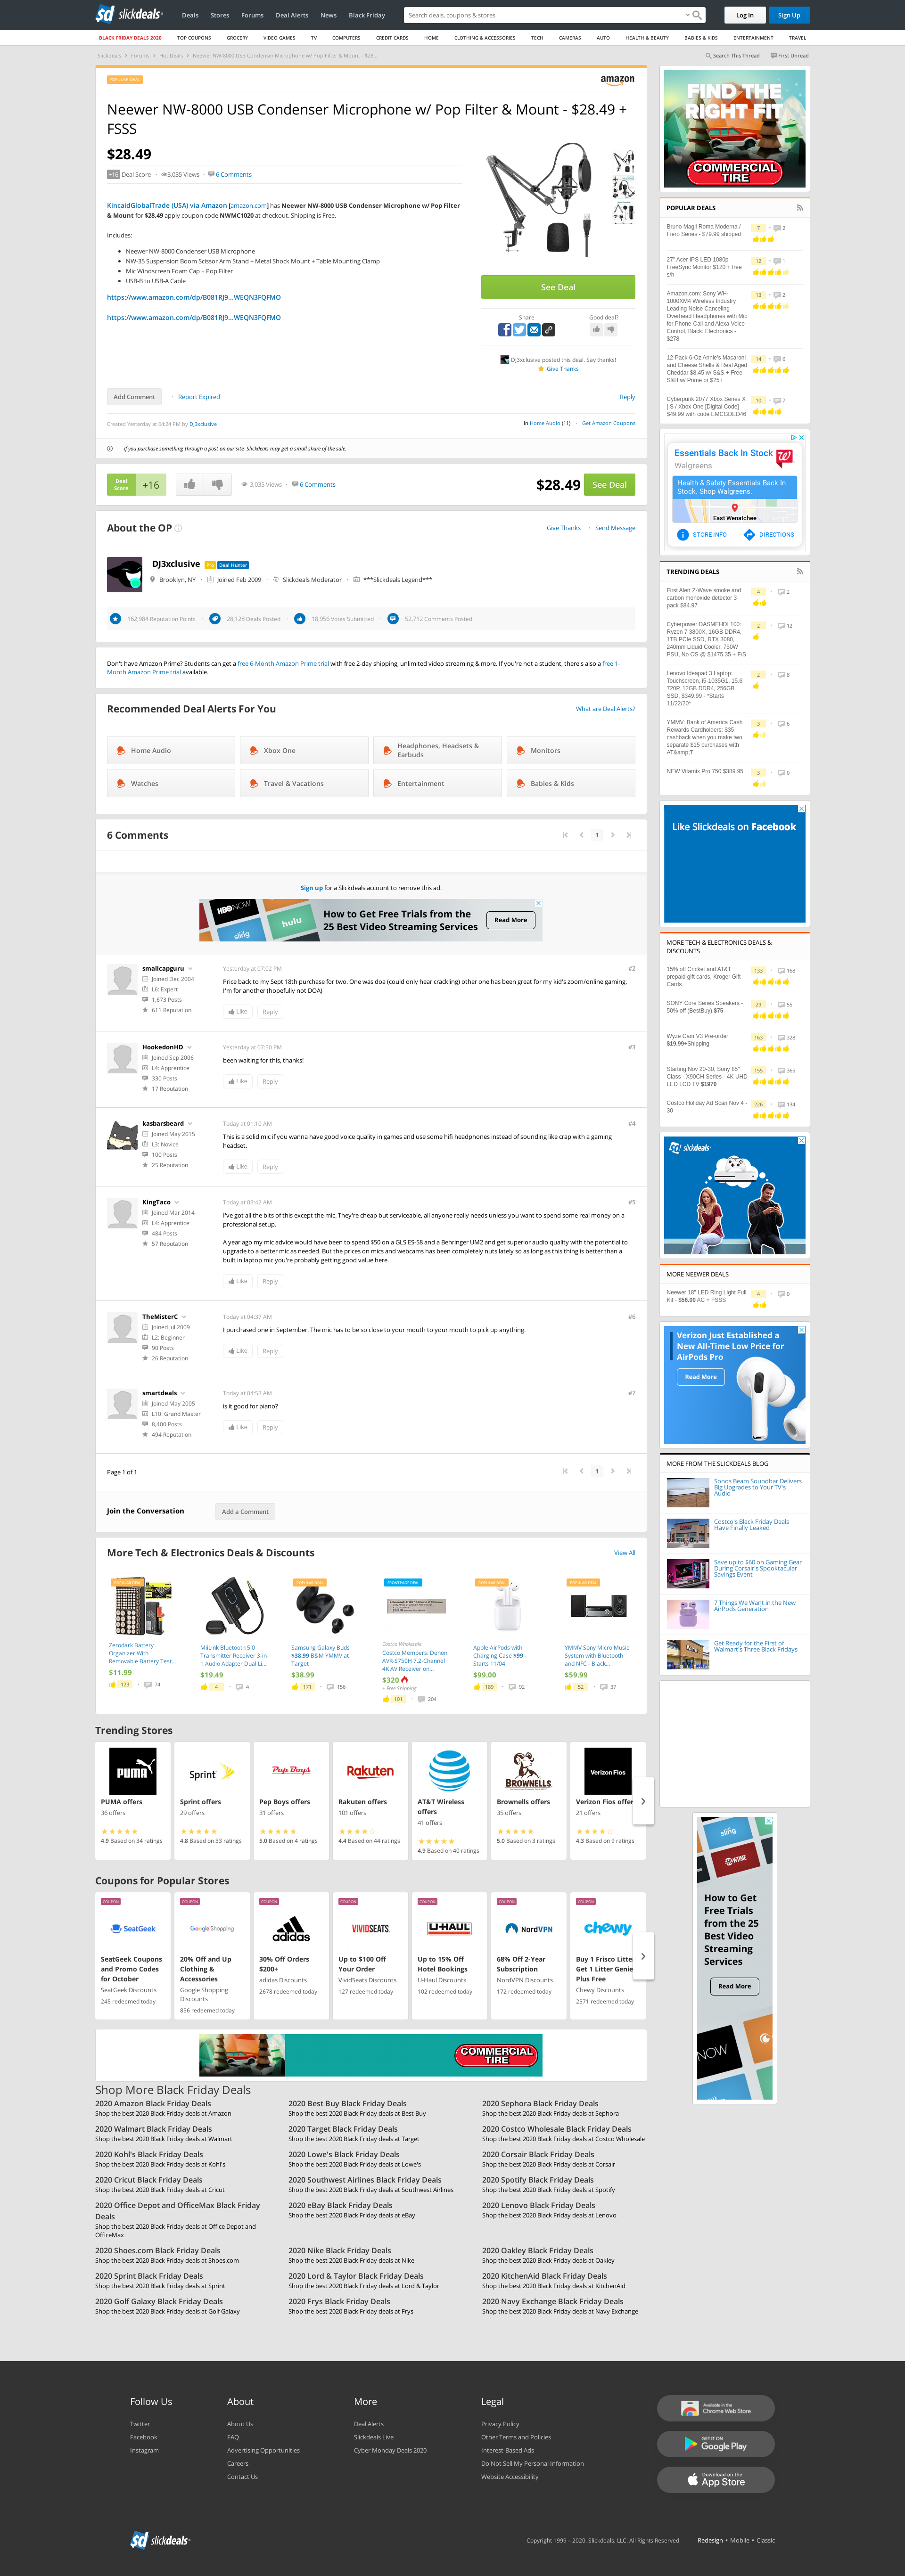 slickdeals
Deals Stores Forums Deal Alerts News Black Friday
Search deals, coupons & stores
Log In
Sign Up
BLACK FRIDAY DEALS 2020 TOP COUPONS GROCERY VIDEO GAMES TV COMPUTERS CREDIT CARDS HOME TECH CLOTHING & ACCESSORIES CAMERAS AUTO HEALTH & BEAUTY BABIES & KIDS ENTERTAINMENT TRAVEL
Slickdeals > Forums > Hot Deals > Neewer NW-8000 USB Condenser Microphone w/ Pop Filter & Mount - $28...
Search This Thread First Unread
POPULAR DEAL
amazon.com
Neewer NW-8000 USB Condenser Microphone w/ Pop Filter & Mount - $28.49 +
FSSS
$28.49
+16 Deal Score 3,035 Views 6 Comments
KincaidGlobalTrade (USA) via Amazon [amazon.com] has Neewer NW-8000 USB Condenser Microphone w/ Pop Filter
& Mount for $28.49 apply coupon code NWMC1020 at checkout. Shipping is Free.
Includes:
Neewer NW-8000 Condenser USB Microphone
NW-35 Suspension Boom Scissor Arm Stand + Metal Shock Mount + Table Mounting Clamp
Mic Windscreen Foam Cap + Pop Filter
USB-B to USB-A Cable
https://www.amazon.com/dp/B081RJ9...WEQN3FQFMO
https://www.amazon.com/dp/B081RJ9...WEQN3FQFMO
See Deal
Share
Good deal?
DJ3xclusive posted this deal. Say thanks!
Give Thanks
Add Comment Report Expired
Reply
Created Yesterday at 04:24 PM by DJ3xclusive
in Home Audio (11) Get Amazon Coupons
If you purchase something through a post on our site, Slickdeals may get a small share of the sale.
Deal
Score
+16
3,035 Views 6 Comments
$28.49
See Deal
About the OP
Give Thanks Send Message
DJ3xclusive Pro Deal Hunter
Brooklyn, NY Joined Feb 2009 Slickdeals Moderator ***Slickdeals Legend***
162,984 Reputation Points 28,128 Deals Posted 18,956 Votes Submitted 52,712 Comments Posted
Don't have Amazon Prime? Students can get a free 6-Month Amazon Prime trial with free 2-day shipping, unlimited video streaming & more. If you're not a student, there's also a free 1-
Month Amazon Prime trial available.
Recommended Deal Alerts For You
What are Deal Alerts?
Home Audio
Xbox One
Headphones, Headsets &
Earbuds
Monitors
Watches
Travel & Vacations
Entertainment
Babies & Kids
6 Comments
1
Sign up for a Slickdeals account to remove this ad.
HBO NOW
hulu
How to Get Free Trials from the
25 Best Video Streaming Services
Read More
smallcapguru
Joined Dec 2004
L6: Expert
1,673 Posts
611 Reputation
Yesterday at 07:02 PM
#2
Price back to my Sept 18th purchase for two. One was doa (could only hear crackling) other one has been great for my kid's zoom/online gaming.
I'm for another (hopefully not DOA)
Like Reply
HookedonHD
Joined Sep 2006
L4: Apprentice
330 Posts
17 Reputation
Yesterday at 07:50 PM
#3
been waiting for this, thanks!
Like Reply
kasbarsbeard
Joined May 2015
L3: Novice
100 Posts
25 Reputation
Today at 01:10 AM
#4
This is a solid mic if you wanna have good voice quality in games and use some hifi headphones instead of sounding like crap with a gaming
headset.
Like Reply
KingTaco
Joined Mar 2014
L4: Apprentice
484 Posts
57 Reputation
Today at 03:42 AM
#5
I've got all the bits of this except the mic. They're cheap but serviceable, all anyone really needs unless you want to spend some real money on a
professional setup.
A year ago my mic advice would have been to spend $50 on a GLS ES-58 and a Behringer UM2 and get superior audio quality with the potential to
upgrade to a better mic as needed. But the prices on mics and webcams has been completely nuts lately so as long as this thing is better than a
built in laptop mic you're probably getting your value here.
Like Reply
TheMisterC
Joined Jul 2009
L2: Beginner
90 Posts
26 Reputation
Today at 04:37 AM
#6
I purchased one in September. The mic has to be so close to your mouth to your mouth to pick up anything.
Like Reply
smartdeals
Joined May 2005
L10: Grand Master
8,400 Posts
494 Reputation
Today at 04:53 AM
#7
is it good for piano?
Like Reply
Page 1 of 1
1
Join the Conversation
Add a Comment
More Tech & Electronics Deals & Discounts
View All
POPULAR DEAL
Zerodark Battery
Organizer With
Removable Battery Test...
$11.99
123 74
MiiLink Bluetooth 5.0
Transmitter Receiver 3-in-
1 Audio Adapter Dual Li...
$19.49
4 4
POPULAR DEAL
Samsung Galaxy Buds
$38.99 B&M YMMV at
Target
$38.99
171 156
FRONTPAGE DEAL
Costco Wholesale
Costco Members: Denon
AVR-S750H 7.2-Channel
4K AV Receiver on...
$320
+ Free Shipping
101 204
POPULAR DEAL
Apple AirPods with
Charging Case $99 -
Starts 11/04
$99.00
189 92
POPULAR DEAL
YMMV Sony Micro Music
System with Bluetooth
and NFC - Black...
$59.99
52 37
Trending Stores
PUMA
PUMA offers
36 offers
4.9 Based on 34 ratings
Sprint
Sprint offers
29 offers
4.8 Based on 33 ratings
Pep Boys
Pep Boys offers
31 offers
5.0 Based on 4 ratings
Rakuten
Rakuten offers
101 offers
4.4 Based on 44 ratings
AT&T
AT&T Wireless
offers
41 offers
4.9 Based on 40 ratings
BROWNELLS
Brownells offers
35 offers
5.0 Based on 3 ratings
Verizon Fios
Verizon Fios offer
21 offers
4.3 Based on 9 ratings
Coupons for Popular Stores
COUPON
SeatGeek
SeatGeek Coupons
and Promo Codes
for October
SeatGeek Discounts
245 redeemed today
COUPON
Google Shopping
20% Off and Up
Clothing &
Accessories
Google Shopping
Discounts
856 redeemed today
COUPON
adidas
30% Off Orders
$200+
adidas Discounts
2678 redeemed today
COUPON
VIVIDSEATS
Up to $100 Off
Your Order
VividSeats Discounts
127 redeemed today
COUPON
U-HAUL
Up to 15% Off
Hotel Bookings
U-Haul Discounts
102 redeemed today
COUPON
NordVPN
68% Off 2-Year
Subscription
NordVPN Discounts
172 redeemed today
COUPON
chewy
Buy 1 Frisco Litter
Get 1 Litter Genie
Plus Free
Chewy Discounts
2571 redeemed today
COMMERCIAL
TIRE
Shop More Black Friday Deals
2020 Amazon Black Friday Deals
Shop the best 2020 Black Friday deals at Amazon
2020 Best Buy Black Friday Deals
Shop the best 2020 Black Friday deals at Best Buy
2020 Sephora Black Friday Deals
Shop the best 2020 Black Friday deals at Sephora
2020 Walmart Black Friday Deals
Shop the best 2020 Black Friday deals at Walmart
2020 Target Black Friday Deals
Shop the best 2020 Black Friday deals at Target
2020 Costco Wholesale Black Friday Deals
Shop the best 2020 Black Friday deals at Costco Wholesale
2020 Kohl's Black Friday Deals
Shop the best 2020 Black Friday deals at Kohl's
2020 Lowe's Black Friday Deals
Shop the best 2020 Black Friday deals at Lowe's
2020 Corsair Black Friday Deals
Shop the best 2020 Black Friday deals at Corsair
2020 Cricut Black Friday Deals
Shop the best 2020 Black Friday deals at Cricut
2020 Southwest Airlines Black Friday Deals
Shop the best 2020 Black Friday deals at Southwest Airlines
2020 Spotify Black Friday Deals
Shop the best 2020 Black Friday deals at Spotify
2020 Office Depot and OfficeMax Black Friday
Deals
Shop the best 2020 Black Friday deals at Office Depot and
OfficeMax
2020 eBay Black Friday Deals
Shop the best 2020 Black Friday deals at eBay
2020 Lenovo Black Friday Deals
Shop the best 2020 Black Friday deals at Lenovo
2020 Shoes.com Black Friday Deals
Shop the best 2020 Black Friday deals at Shoes.com
2020 Nike Black Friday Deals
Shop the best 2020 Black Friday deals at Nike
2020 Oakley Black Friday Deals
Shop the best 2020 Black Friday deals at Oakley
2020 Sprint Black Friday Deals
Shop the best 2020 Black Friday deals at Sprint
2020 Lord & Taylor Black Friday Deals
Shop the best 2020 Black Friday deals at Lord & Taylor
2020 KitchenAid Black Friday Deals
Shop the best 2020 Black Friday deals at KitchenAid
2020 Golf Galaxy Black Friday Deals
Shop the best 2020 Black Friday deals at Golf Galaxy
2020 Frys Black Friday Deals
Shop the best 2020 Black Friday deals at Frys
2020 Navy Exchange Black Friday Deals
Shop the best 2020 Black Friday deals at Navy Exchange
FIND THE
RIGHT FIT
COMMERCIAL
TIRE
POPULAR DEALS
Bruno Magli Roma Moderna /
Fiero Series - $79.99 shipped
7 2
27" Acer IPS LED 1080p
FreeSync Monitor $120 + free
s/h
12 1
Amazon.com: Sony WH-
1000XM4 Wireless Industry
Leading Noise Canceling
Overhead Headphones with Mic
for Phone-Call and Alexa Voice
Control, Black: Electronics -
$278
13 2
12-Pack 6-Oz Annie's Macaroni
and Cheese Shells & Real Aged
Cheddar $8.45 w/ S&S + Free
S&H w/ Prime or $25+
14 6
Cyberpunk 2077 Xbox Series X
| S / Xbox One [Digital Code]
$49.99 with code EMCGDED46
10 7
Essentials Back In Stock
Walgreens
Health & Safety Essentials Back In
Stock. Shop Walgreens.
East Wenatchee
STORE INFO DIRECTIONS
TRENDING DEALS
First Alert Z-Wave smoke and
carbon monoxide detector 3
pack $84.97
4 2
Cyberpower DASMEHDI 100:
Ryzen 7 3800X, 16GB DDR4,
1TB PCIe SSD, RTX 3080,
240mm Liquid Cooler, 750W
PSU, No OS @ $1475.35 + F/S
2 12
Lenovo Ideapad 3 Laptop:
Touchscreen, i5-1035G1, 15.6"
720P, 12GB DDR4, 256GB
SSD, $349.99 - *Starts
11/22/20*
2 8
YMMV: Bank of America Cash
Rewards Cardholders: $35
cashback when you make two
separate $15 purchases with
AT&amp;T
3 6
NEW Vitamix Pro 750 $389.95
3 0
Like Slickdeals on Facebook
MORE TECH & ELECTRONICS DEALS &
DISCOUNTS
15% off Cricket and AT&T
prepaid gift cards, Kroger Gift
Cards
133 168
SONY Core Series Speakers -
50% off (BestBuy) $75
29 55
Wyze Cam V3 Pre-order
$19.99+Shipping
163 328
Starting Nov 20-30, Sony 85"
Class - X90CH Series - 4K UHD
LED LCD TV $1970
155 365
Costco Holiday Ad Scan Nov 4 -
30
226 134
slickdeals
MORE NEEWER DEALS
Neewer 18" LED Ring Light Full
Kit - $56.00 AC + FSSS
4 0
Verizon Just Established a
New All-Time Low Price for
AirPods Pro
Read More
MORE FROM THE SLICKDEALS BLOG
Sonos Beam Soundbar Delivers
Big Upgrades to Your TV's
Audio
Costco's Black Friday Deals
Have Finally Leaked
Save up to $60 on Gaming Gear
During Corsair's Spooktacular
Savings Event
7 Things We Want in the New
AirPods Generation
Get Ready for the First of
Walmart's Three Black Fridays
sling
SHOWTIME
How to Get
Free Trials
from the 25
Best Video
Streaming
Services
Read More
NOW
Follow Us
Twitter
Facebook
Instagram
About
About Us
FAQ
Advertising Opportunities
Careers
Contact Us
More
Deal Alerts
Slickdeals Live
Cyber Monday Deals 2020
Legal
Privacy Policy
Other Terms and Policies
Interest-Based Ads
Do Not Sell My Personal Information
Website Accessibility
Available in the
Chrome Web Store
GET IT ON
Google Play
Download on the
App Store
slickdeals
Copyright 1999 - 2020. Slickdeals, LLC. All Rights Reserved. Redesign • Mobile • Classic